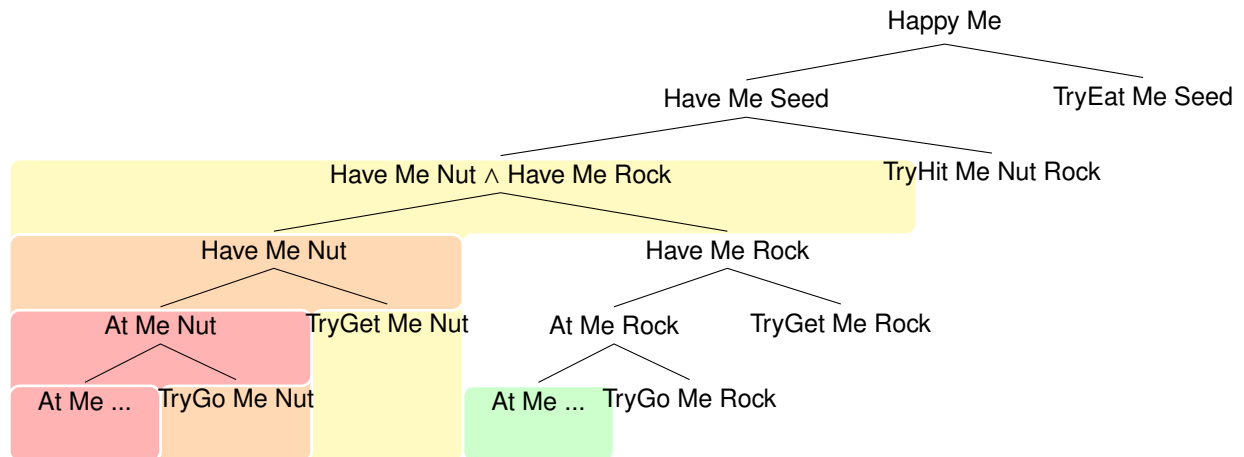 Happy Me
Have Me Seed
TryEat Me Seed
Have Me Nut ∧ Have Me Rock
TryHit Me Nut Rock
Have Me Nut
Have Me Rock
At Me Nut
TryGet Me Nut
At Me Rock
TryGet Me Rock
At Me ...
TryGo Me Nut
At Me ...
TryGo Me Rock